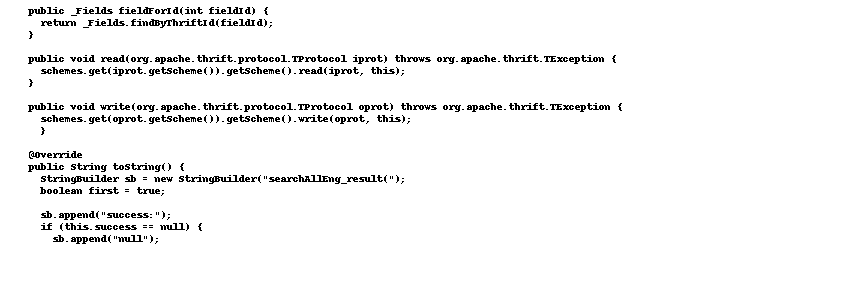 public _Fields fieldForId(int fieldId) {
  return _Fields.findByThriftId(fieldId);
}

public void read(org.apache.thrift.protocol.TProtocol iprot) throws org.apache.thrift.TException {
  schemes.get(iprot.getScheme()).getScheme().read(iprot, this);
}

public void write(org.apache.thrift.protocol.TProtocol oprot) throws org.apache.thrift.TException {
  schemes.get(oprot.getScheme()).getScheme().write(oprot, this);
  }

@Override
public String toString() {
  StringBuilder sb = new StringBuilder("searchAllEng_result(");
  boolean first = true;

  sb.append("success:");
  if (this.success == null) {
    sb.append("null");